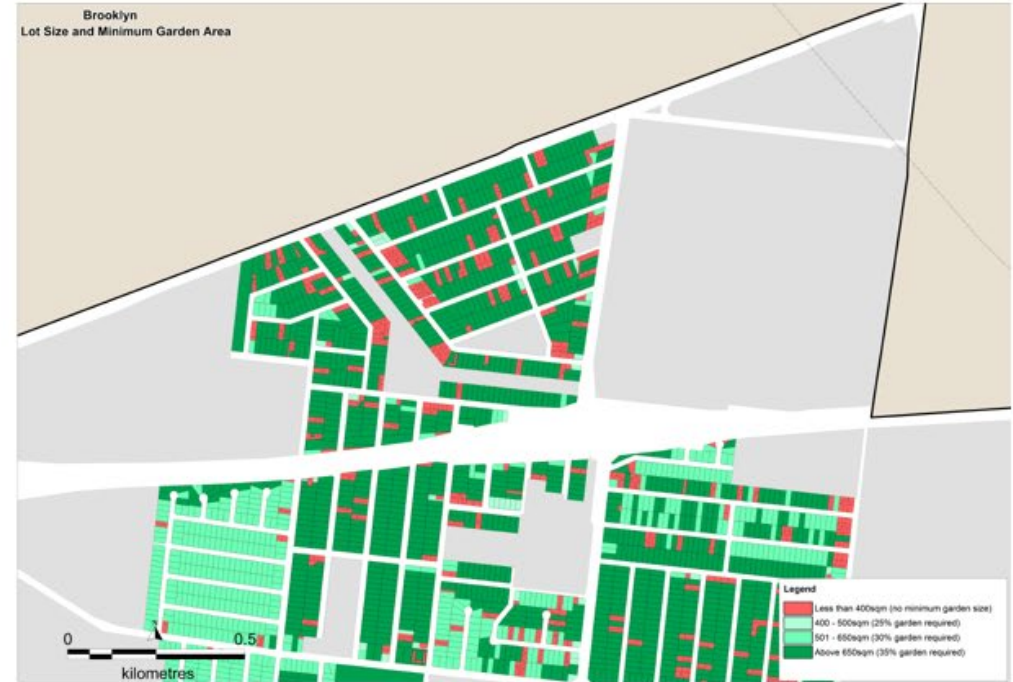 Brooklyn
Lot Size and Minimum Garden Area
Legend
Less than 400sqm (no minimum garden size)
400 - 500sqm (25% garden required)
501 - 650sqm (30% garden required)
Above 650sqm (35% garden required)
0 0.5
kilometres